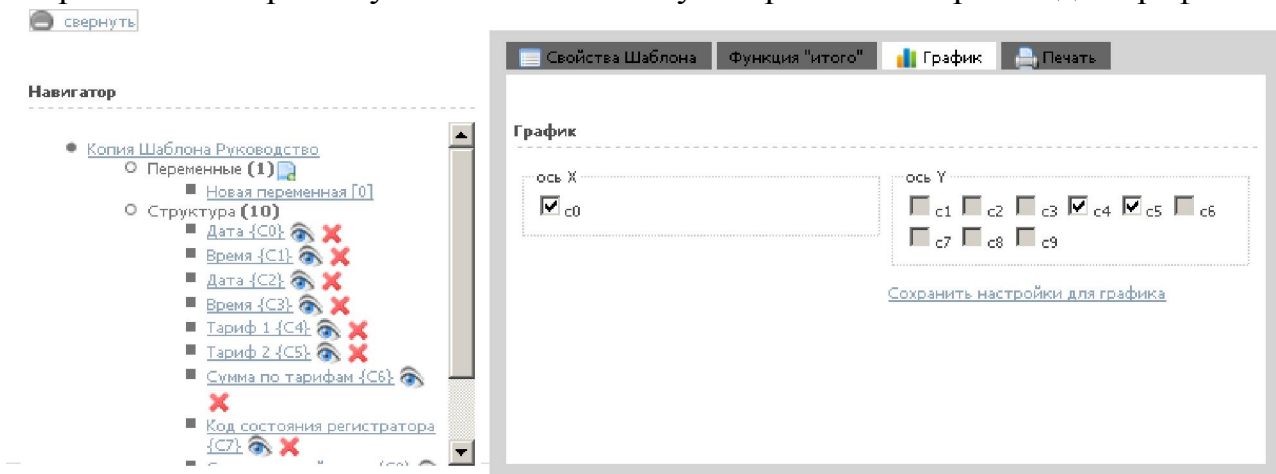 свернуть
Навигатор
Копия Шаблона Руководство
Переменные (1)
Новая переменная [0]
Структура (10)
Дата {C0}
Время {C1}
Дата {C2}
Время {C3}
Тариф 1 {C4}
Тариф 2 {C5}
Сумма по тарифам {C6}
Код состояния регистратора
{C7}
Свойства Шаблона Функция "итого" График Печать
График
ось X
c0
ось Y
c1 c2 c3 c4 c5 c6
c7 c8 c9
Сохранить настройки для графика